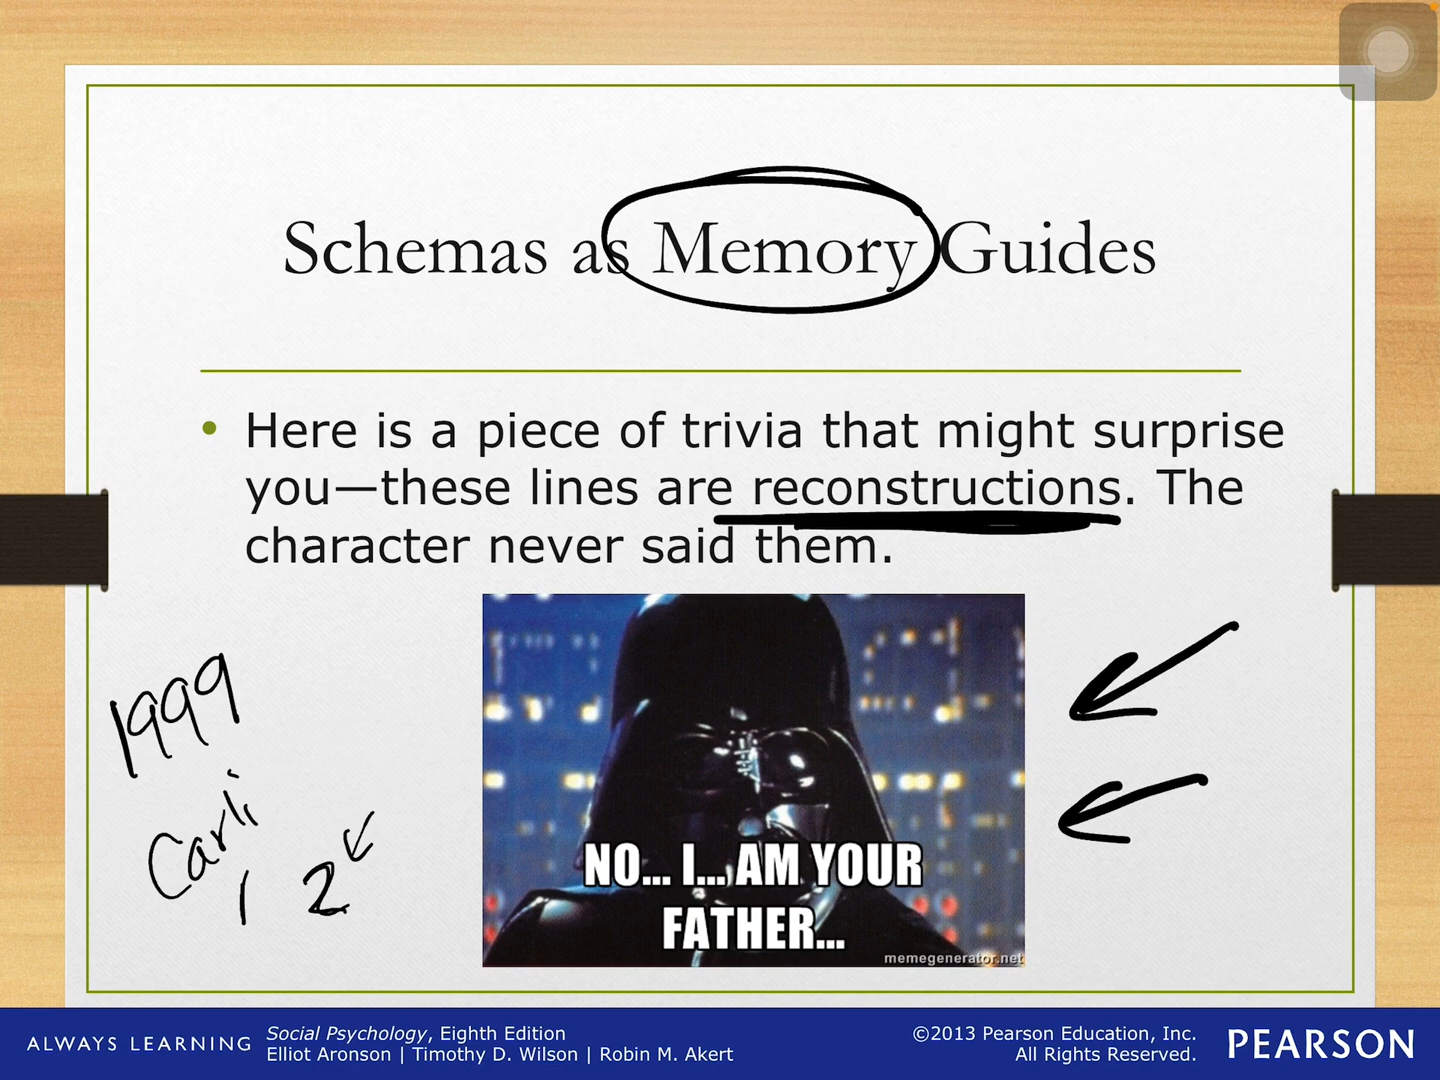 Schemas as Memory Guides
• Here is a piece of trivia that might surprise
you—these lines are reconstructions. The
character never said them.
1999
Carli
1 2
NO... I... AM YOUR
FATHER...
memegenerator.net
ALWAYS LEARNING
Social Psychology, Eighth Edition
Elliot Aronson | Timothy D. Wilson | Robin M. Akert
©2013 Pearson Education, Inc.
All Rights Reserved.
PEARSON